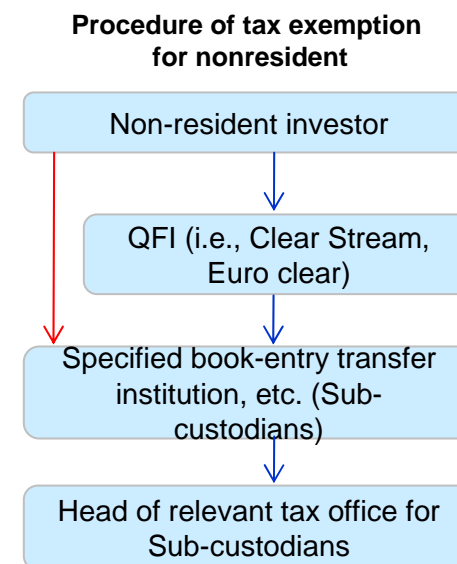 Procedure of tax exemption
for nonresident
Non-resident investor
QFI (i.e., Clear Stream,
Euro clear)
Specified book-entry transfer
institution, etc. (Sub-
custodians)
Head of relevant tax office for
Sub-custodians